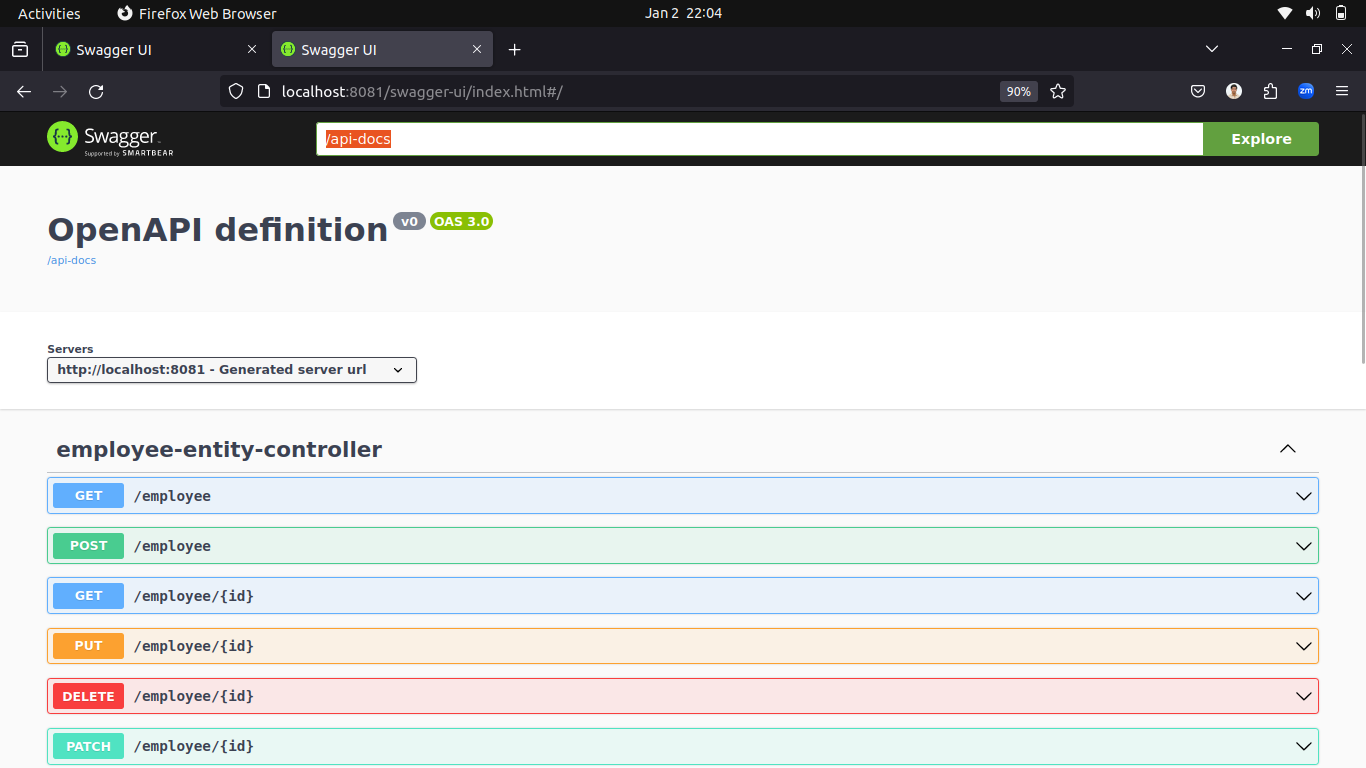 Activities Firefox Web Browser Jan 2 22:04
Swagger UI Swagger UI
localhost:8081/swagger-ui/index.html#/ 90% zm
Swagger /api-docs Explore
Supported by SMARTBEAR
OpenAPI definition v0 OAS 3.0
/api-docs
Servers
http://localhost:8081 - Generated server url
employee-entity-controller
GET /employee
POST /employee
GET /employee/{id}
PUT /employee/{id}
DELETE /employee/{id}
PATCH /employee/{id}